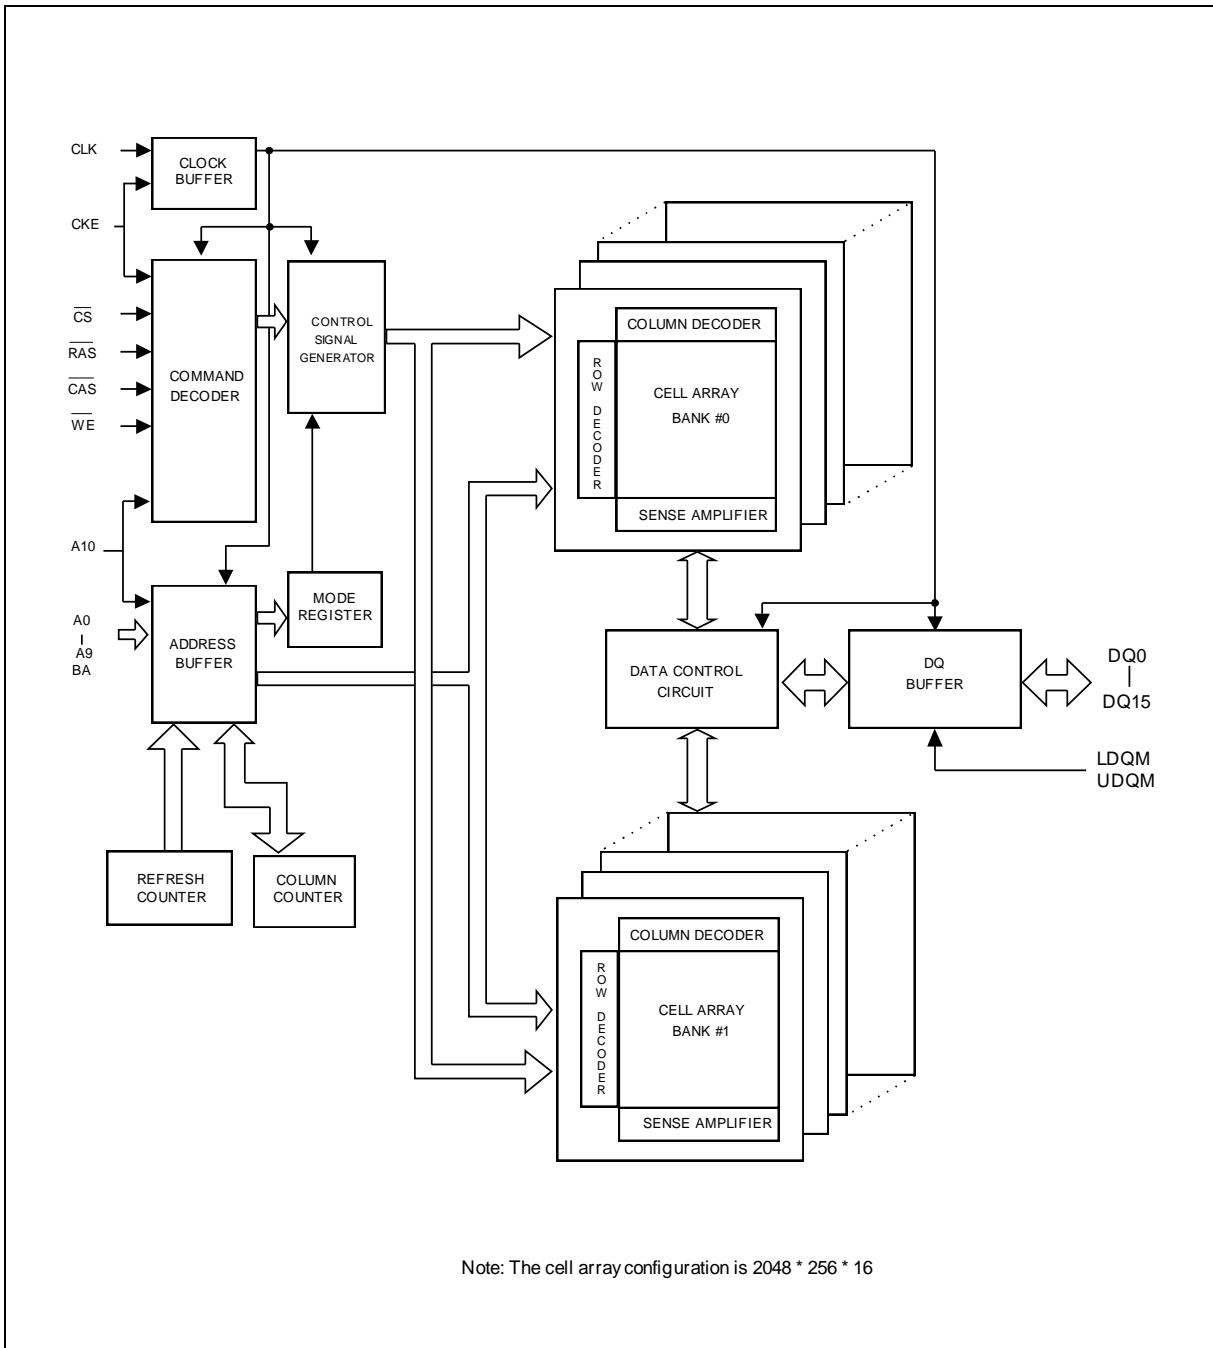 CLK
CLOCK
BUFFER
CKE
CS
RAS
CAS
WE
COMMAND
DECODER
CONTROL
SIGNAL
GENERATOR
A10
A0
A9
BA
ADDRESS
BUFFER
MODE
REGISTER
REFRESH
COUNTER
COLUMN
COUNTER
COLUMN DECODER
ROW DECODER
CELL ARRAY
BANK #0
SENSE AMPLIFIER
DATA CONTROL
CIRCUIT
DQ
BUFFER
DQ0
DQ15
LDQM
UDQM
COLUMN DECODER
ROW DECODER
CELL ARRAY
BANK #1
SENSE AMPLIFIER
Note: The cell array configuration is 2048 * 256 * 16